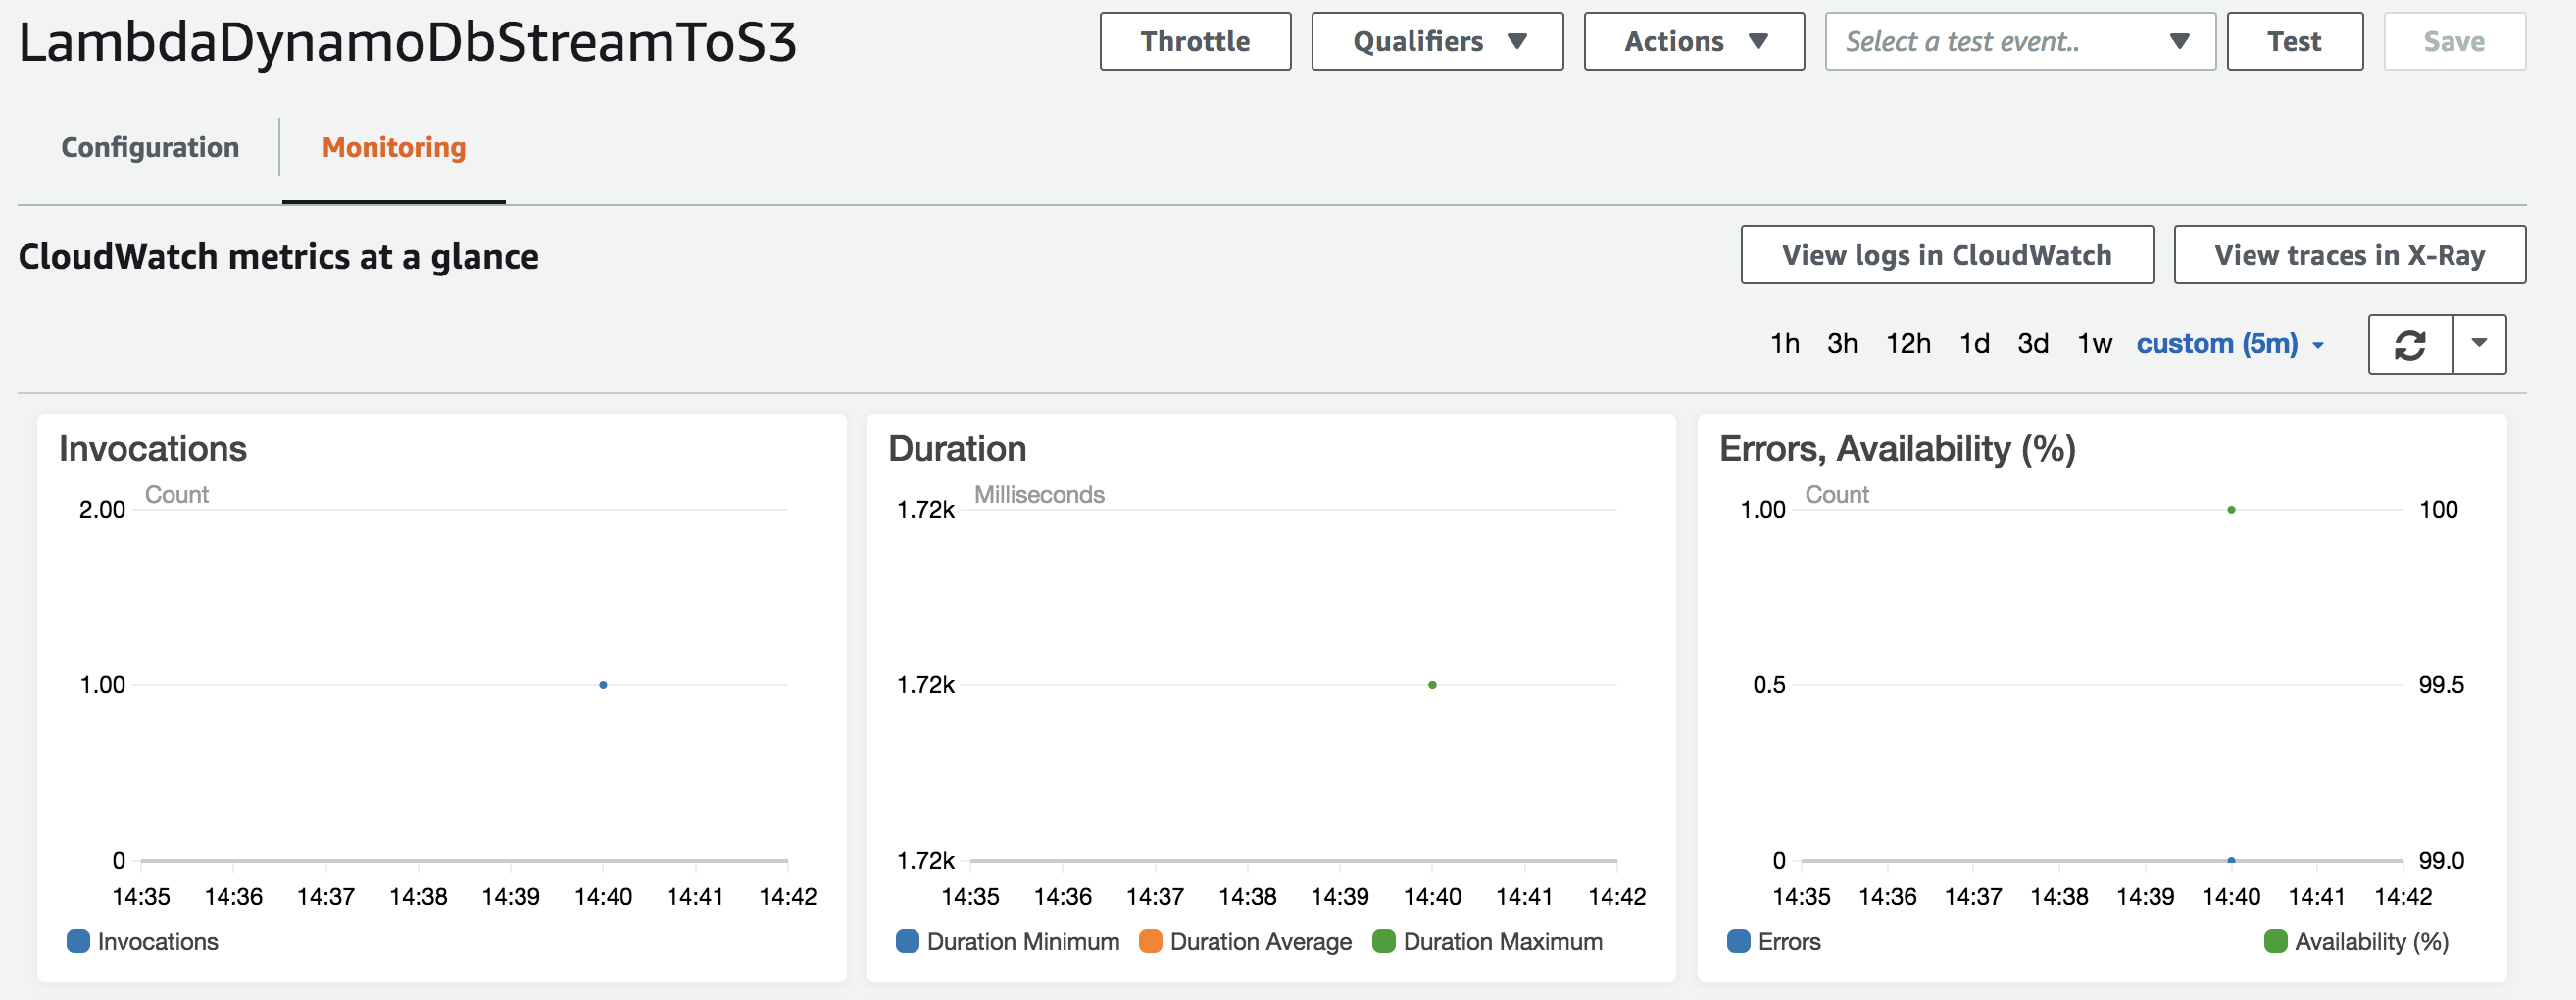 LambdaDynamoDbStreamToS3
Throttle Qualifiers Actions Select a test event.. Test Save
Configuration Monitoring
CloudWatch metrics at a glance
View logs in CloudWatch View traces in X-Ray
1h 3h 12h 1d 3d 1w custom (5m)
Invocations
Count
2.00
1.00
0
14:35 14:36 14:37 14:38 14:39 14:40 14:41 14:42
Invocations
Duration
Milliseconds
1.72k
1.72k
1.72k
14:35 14:36 14:37 14:38 14:39 14:40 14:41 14:42
Duration Minimum Duration Average Duration Maximum
Errors, Availability (%)
Count
1.00 100
0.5 99.5
0 99.0
14:35 14:36 14:37 14:38 14:39 14:40 14:41 14:42
Errors Availability (%)